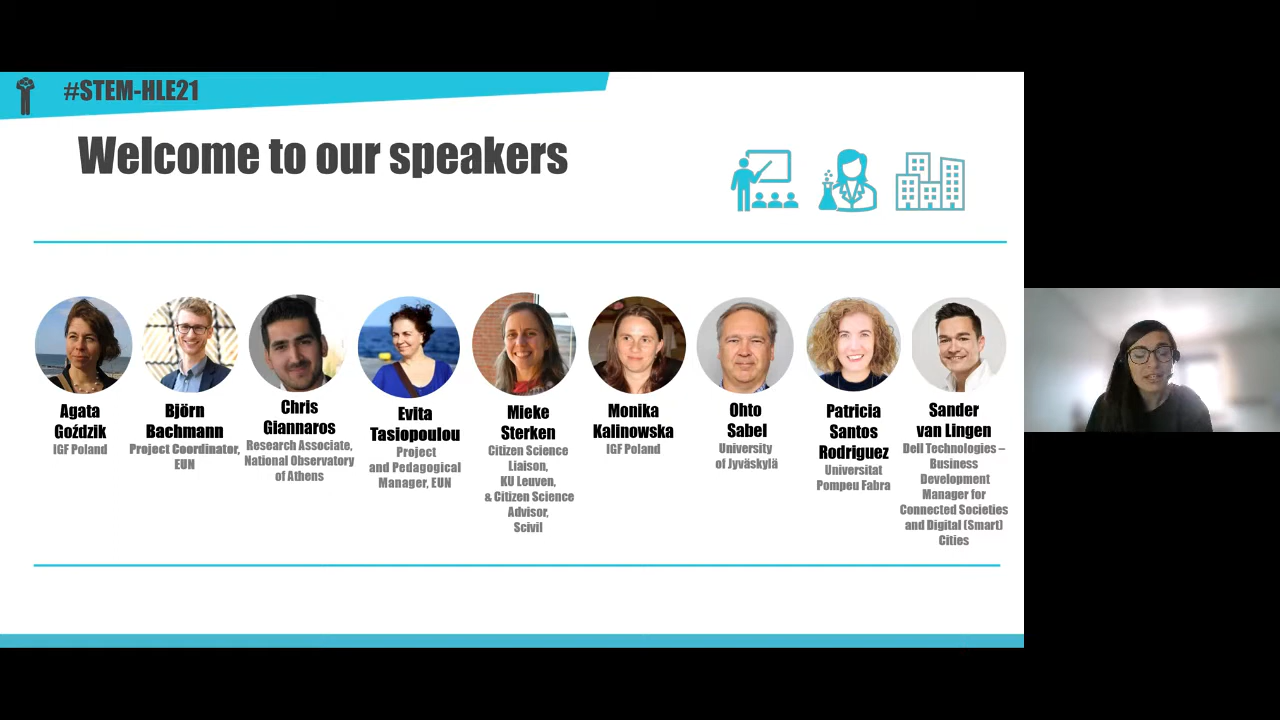 #STEM-HLE21
Welcome to our speakers
Agata
Goździk
IGF Poland
Björn
Bachmann
Project Coordinator,
EUN
Chris
Giannaros
Research Associate,
National Observatory
of Athens
Evita
Tasiopoulou
Project
and Pedagogical
Manager, EUN
Mieke
Sterken
Citizen Science
Liaison,
KU Leuven,
& Citizen Science
Advisor,
Scivil
Monika
Kalinowska
IGF Poland
Ohto
Sabel
University
of Jyväskylä
Patricia
Santos
Rodriguez
Universitat
Pompeu Fabra
Sander
van Lingen
Dell Technologies –
Business
Development
Manager for
Connected Societies
and Digital (Smart)
Cities